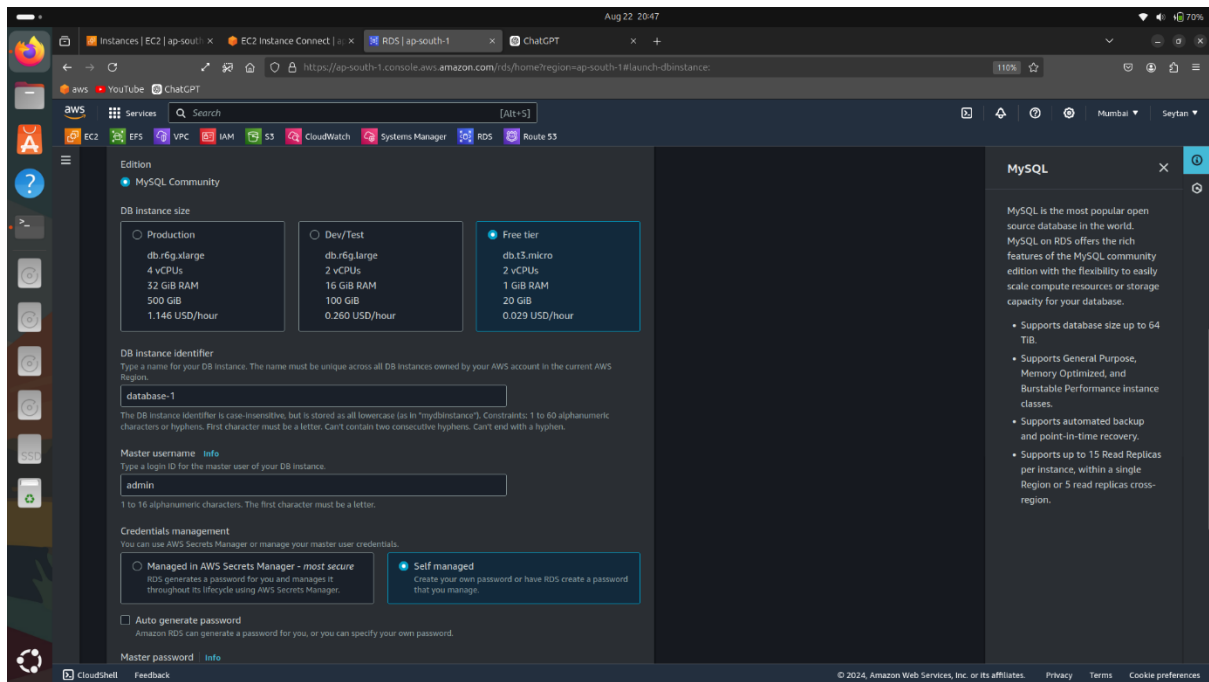 Aug 22 20:47
70%
Instances | EC2 | ap-south
EC2 Instance Connect | ap
RDS | ap-south-1
ChatGPT
https://ap-south-1.console.aws.amazon.com/rds/home?region=ap-south-1#launch-dbinstance:
110%
aws YouTube ChatGPT
aws Services Search [Alt+S] Mumbai Seytan
EC2 EFS VPC IAM S3 CloudWatch Systems Manager RDS Route 53
Edition
MySQL Community
DB instance size
Production
db.r6g.xlarge
4 vCPUs
32 GiB RAM
500 GiB
1.146 USD/hour
Dev/Test
db.r6g.large
2 vCPUs
16 GiB RAM
100 GiB
0.260 USD/hour
Free tier
db.t3.micro
2 vCPUs
1 GiB RAM
20 GiB
0.029 USD/hour
DB instance identifier
Type a name for your DB instance. The name must be unique across all DB instances owned by your AWS account in the current AWS
Region.
database-1
The DB instance identifier is case-insensitive, but is stored as all lowercase (as in "mydbinstance"). Constraints: 1 to 60 alphanumeric
characters or hyphens. First character must be a letter. Can't contain two consecutive hyphens. Can't end with a hyphen.
Master username Info
Type a login ID for the master user of your DB instance.
admin
1 to 16 alphanumeric characters. The first character must be a letter.
Credentials management
You can use AWS Secrets Manager or manage your master user credentials.
Managed in AWS Secrets Manager - most secure
RDS generates a password for you and manages it
throughout its lifecycle using AWS Secrets Manager.
Self managed
Create your own password or have RDS create a password
that you manage.
Auto generate password
Amazon RDS can generate a password for you, or you can specify your own password.
Master password Info
MySQL
MySQL is the most popular open
source database in the world.
MySQL on RDS offers the rich
features of the MySQL community
edition with the flexibility to easily
scale compute resources or storage
capacity for your database.
• Supports database size up to 64
TiB.
• Supports General Purpose,
Memory Optimized, and
Burstable Performance instance
classes.
• Supports automated backup
and point-in-time recovery.
• Supports up to 15 Read Replicas
per instance, within a single
Region or 5 read replicas cross-
region.
SSD
CloudShell Feedback © 2024, Amazon Web Services, Inc. or its affiliates. Privacy Terms Cookie preferences